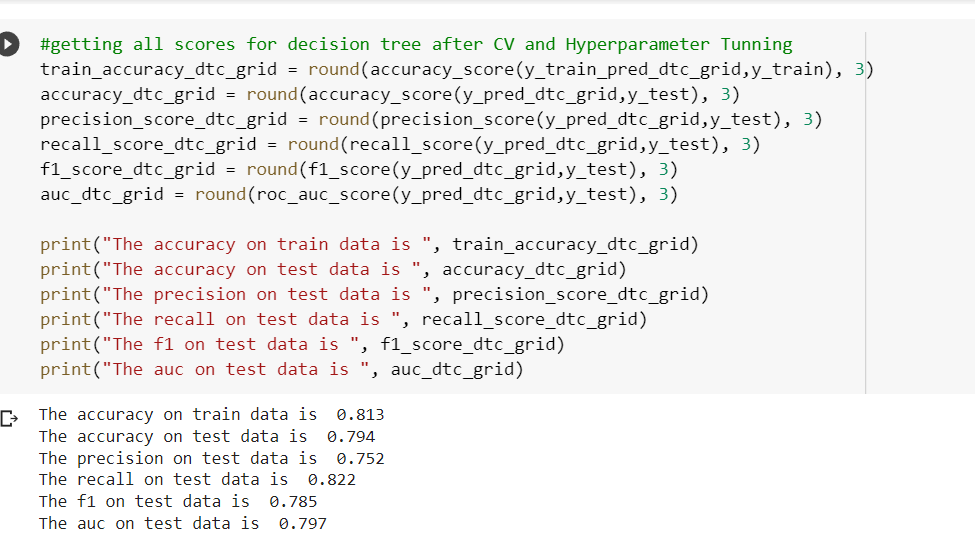 #getting all scores for decision tree after CV and Hyperparameter Tunning
train_accuracy_dtc_grid = round(accuracy_score(y_train_pred_dtc_grid,y_train), 3)
accuracy_dtc_grid = round(accuracy_score(y_pred_dtc_grid,y_test), 3)
precision_score_dtc_grid = round(precision_score(y_pred_dtc_grid,y_test), 3)
recall_score_dtc_grid = round(recall_score(y_pred_dtc_grid,y_test), 3)
f1_score_dtc_grid = round(f1_score(y_pred_dtc_grid,y_test), 3)
auc_dtc_grid = round(roc_auc_score(y_pred_dtc_grid,y_test), 3)
print("The accuracy on train data is ", train_accuracy_dtc_grid)
print("The accuracy on test data is ", accuracy_dtc_grid)
print("The precision on test data is ", precision_score_dtc_grid)
print("The recall on test data is ", recall_score_dtc_grid)
print("The f1 on test data is ", f1_score_dtc_grid)
print("The auc on test data is ", auc_dtc_grid)
The accuracy on train data is  0.813
The accuracy on test data is  0.794
The precision on test data is  0.752
The recall on test data is  0.822
The f1 on test data is  0.785
The auc on test data is  0.797